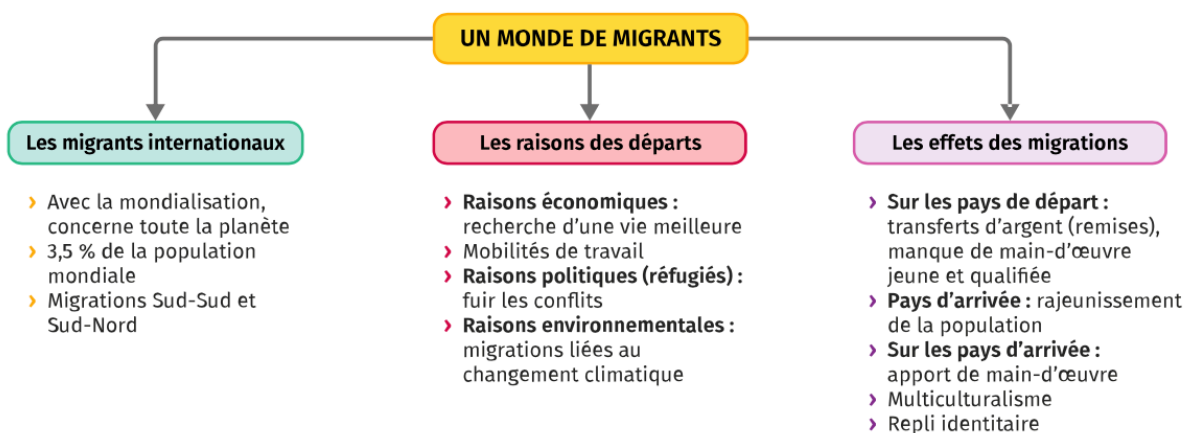 UN MONDE DE MIGRANTS
Les migrants internationaux
› Avec la mondialisation,
concerne toute la planète
› 3,5 % de la population
mondiale
› Migrations Sud-Sud et
Sud-Nord
Les raisons des départs
› Raisons économiques :
recherche d’une vie meilleure
› Mobilités de travail
› Raisons politiques (réfugiés) :
fuir les conflits
› Raisons environnementales :
migrations liées au
changement climatique
Les effets des migrations
› Sur les pays de départ :
transferts d’argent (remises),
manque de main-d’œuvre
jeune et qualifiée
› Pays d’arrivée : rajeunissement
de la population
› Sur les pays d’arrivée :
apport de main-d’œuvre
› Multiculturalisme
› Repli identitaire